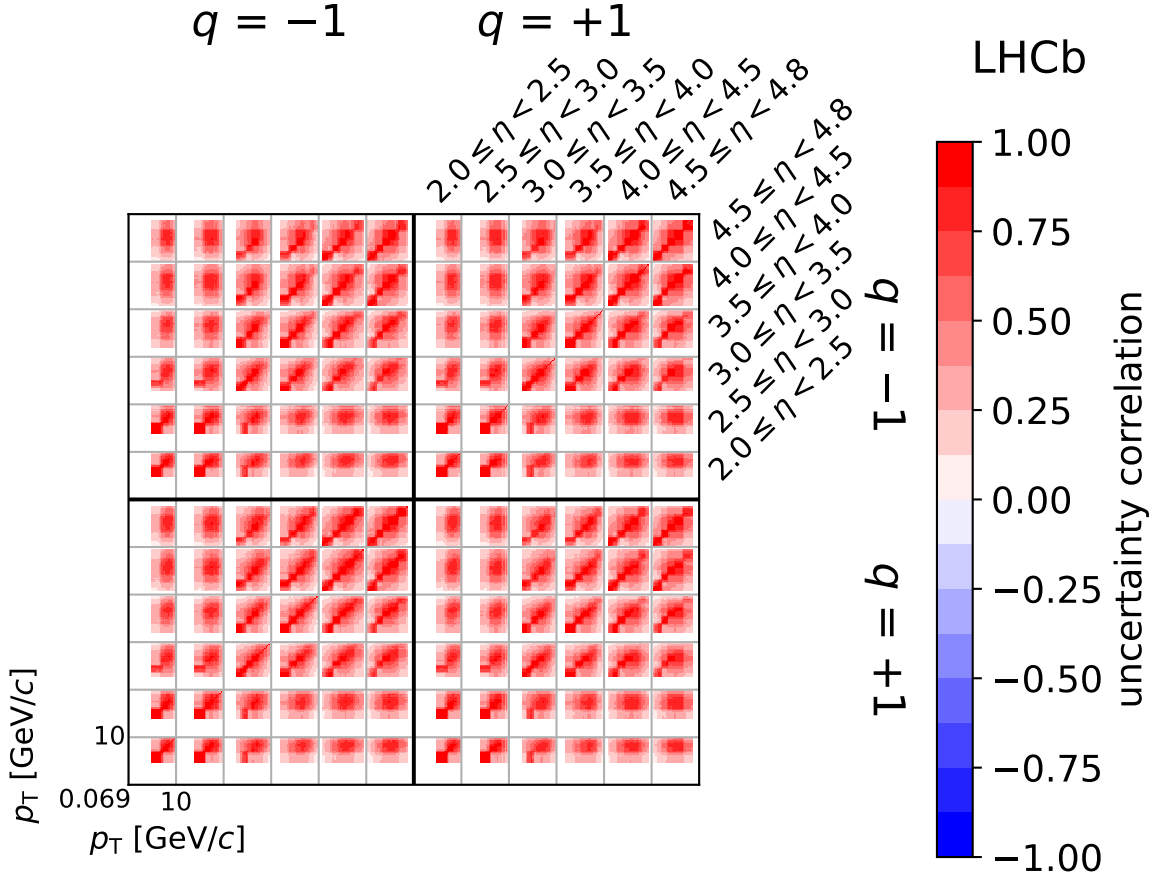 q = −1
q = +1
LHCb
2.0 ≤ η < 2.5
2.5 ≤ η < 3.0
3.0 ≤ η < 3.5
3.5 ≤ η < 4.0
4.0 ≤ η < 4.5
4.5 ≤ η < 4.8
4.5 ≤ η < 4.8
4.0 ≤ η < 4.5
3.5 ≤ η < 4.0
3.0 ≤ η < 3.5
2.5 ≤ η < 3.0
2.0 ≤ η < 2.5
q = −1
q = +1
1.00
0.75
0.50
0.25
0.00
−0.25
−0.50
−0.75
−1.00
uncertainty correlation
pT [GeV/c]
10
0.069
10
pT [GeV/c]